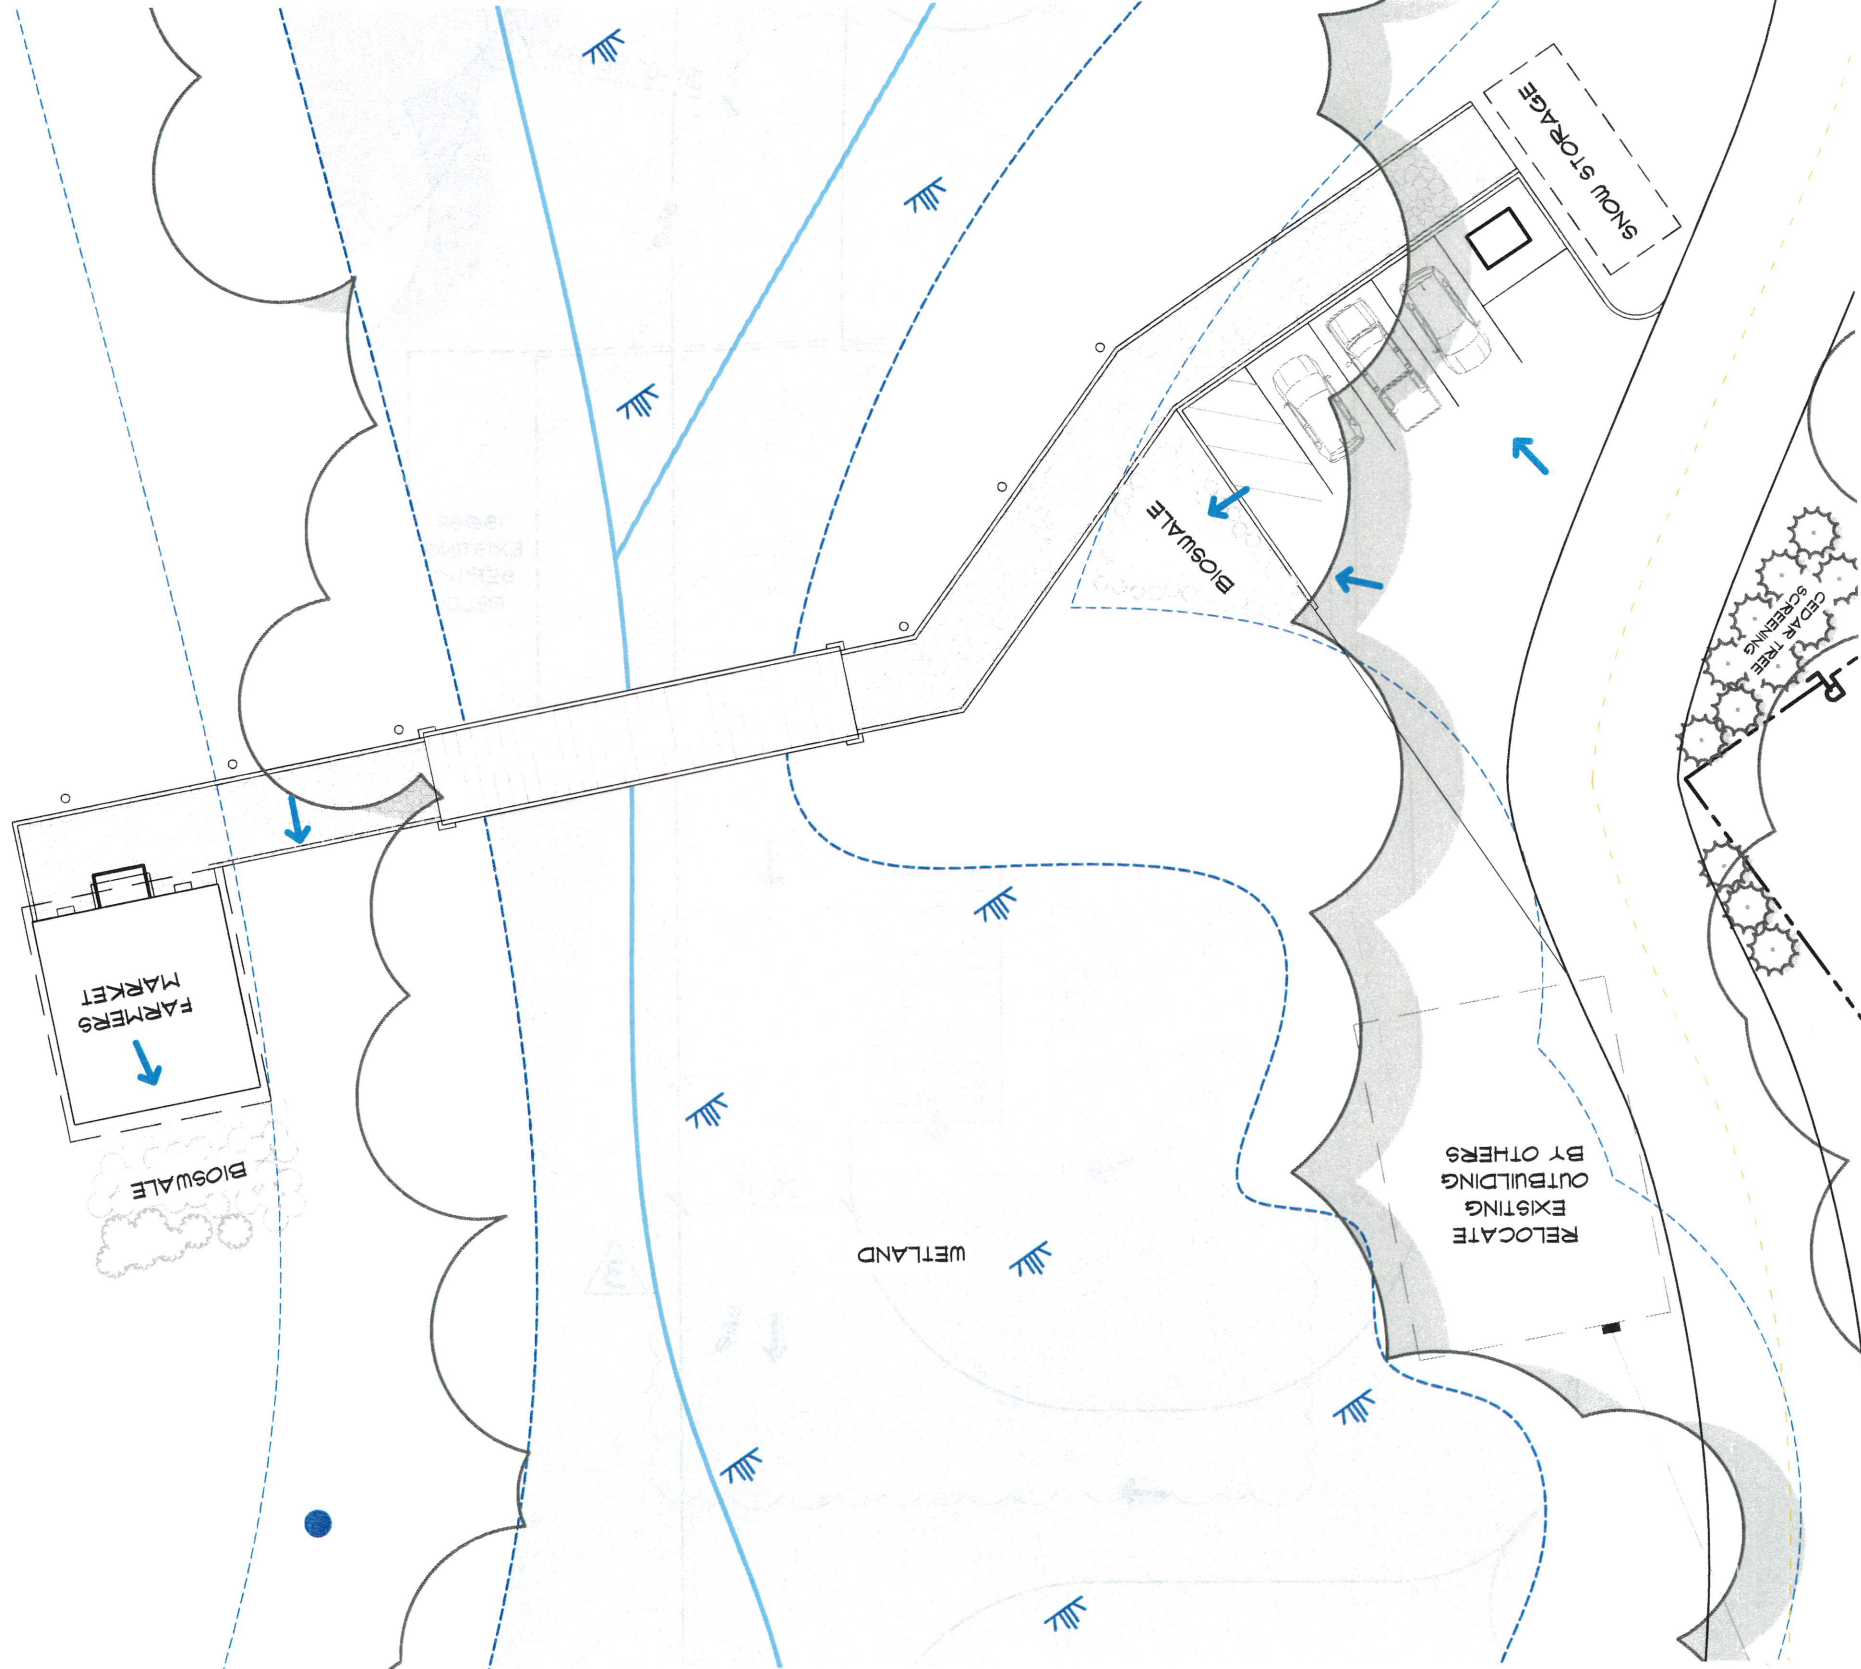 SNOW STORAGE
BIOSWALE
CEDAR TREE
SCREENING
FARMERS
MARKET
BIOSWALE
WETLAND
RELOCATE
EXISTING
OUTBUILDING
BY OTHERS